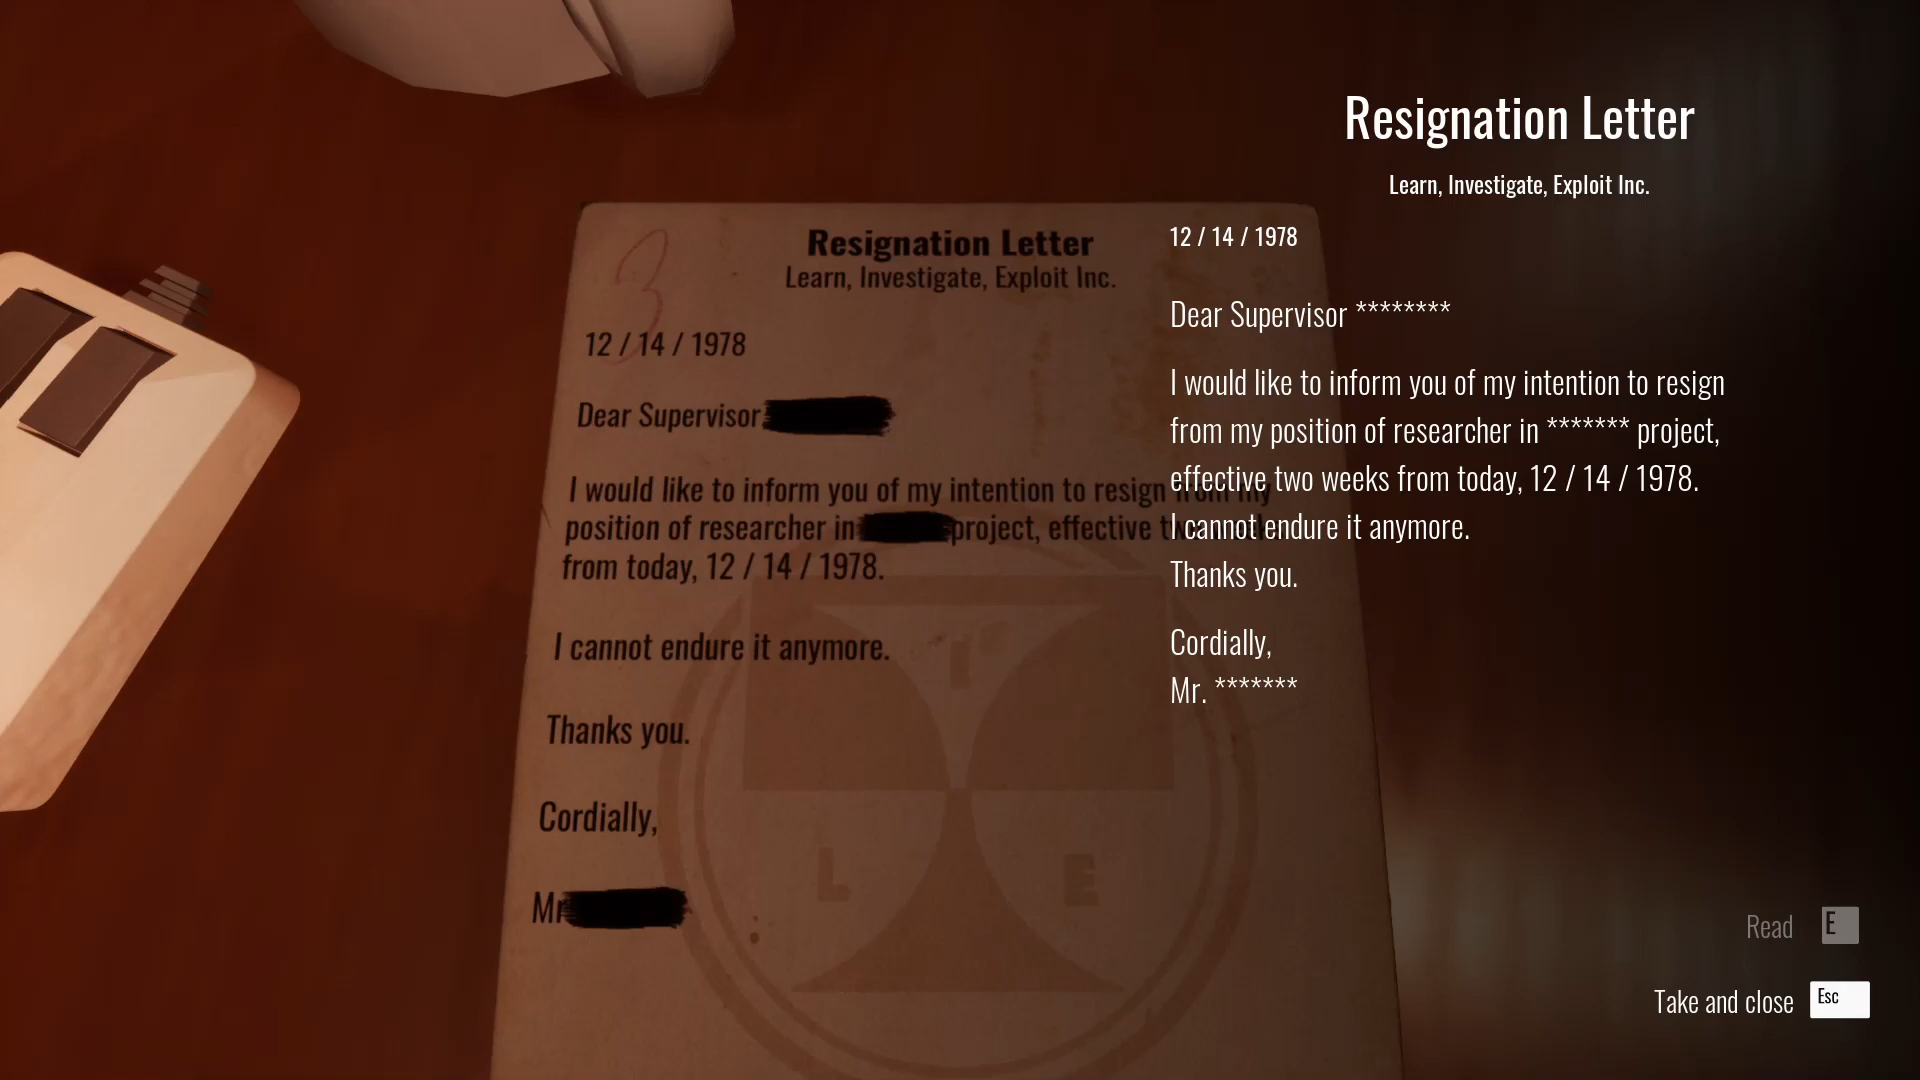 3
Resignation Letter
Learn, Investigate, Exploit Inc.
12 / 14 / 1978
Dear Supervisor
I would like to inform you of my intention to resign from my
position of researcher in project, effective
from today, 12 / 14 / 1978.
I cannot endure it anymore.
Thanks you.
Cordially,
Mr
I
L
E
Resignation Letter
Learn, Investigate, Exploit Inc.
12 / 14 / 1978
Dear Supervisor ********
I would like to inform you of my intention to resign
from my position of researcher in ******* project,
effective two weeks from today, 12 / 14 / 1978.
I cannot endure it anymore.
Thanks you.
Cordially,
Mr. *******
Read E
Take and close Esc